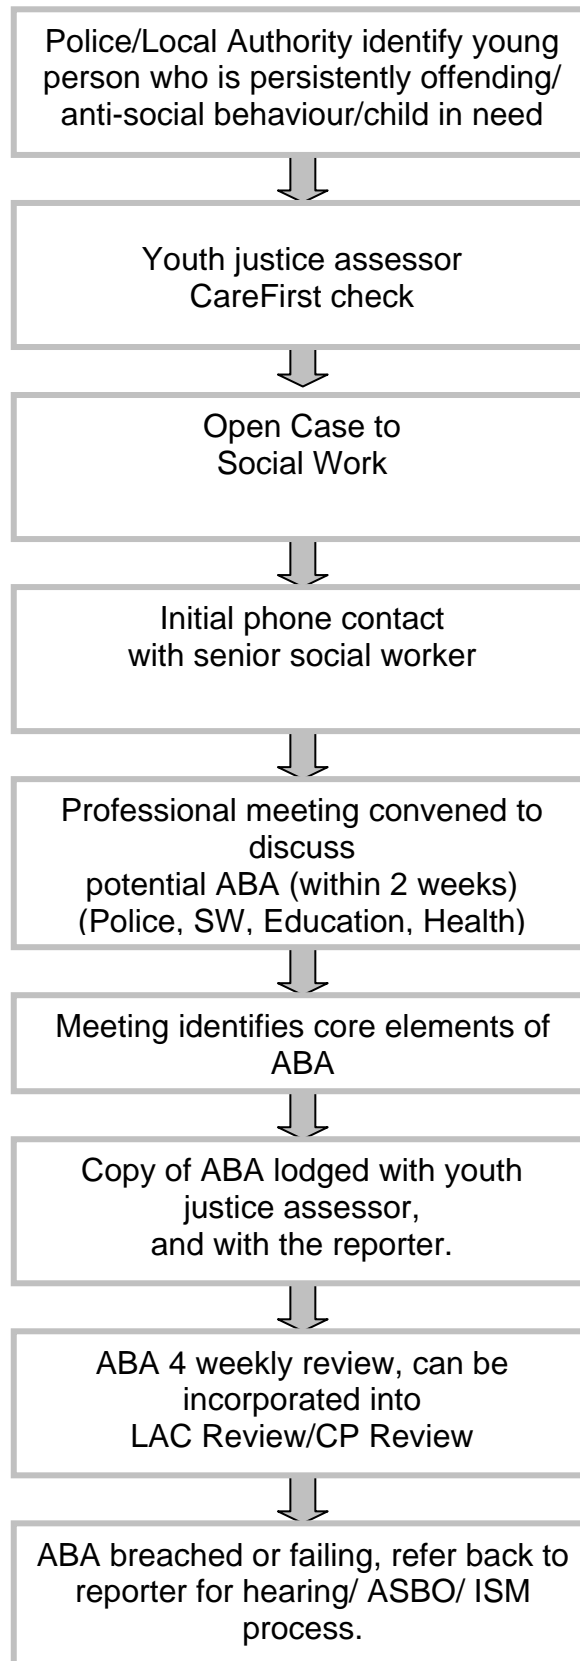 Police/Local Authority identify young
person who is persistently offending/
anti-social behaviour/child in need
Youth justice assessor
CareFirst check
Open Case to
Social Work
Initial phone contact
with senior social worker
Professional meeting convened to
discuss
potential ABA (within 2 weeks)
(Police, SW, Education, Health)
Meeting identifies core elements of
ABA
Copy of ABA lodged with youth
justice assessor,
and with the reporter.
ABA 4 weekly review, can be
incorporated into
LAC Review/CP Review
ABA breached or failing, refer back to
reporter for hearing/ ASBO/ ISM
process.